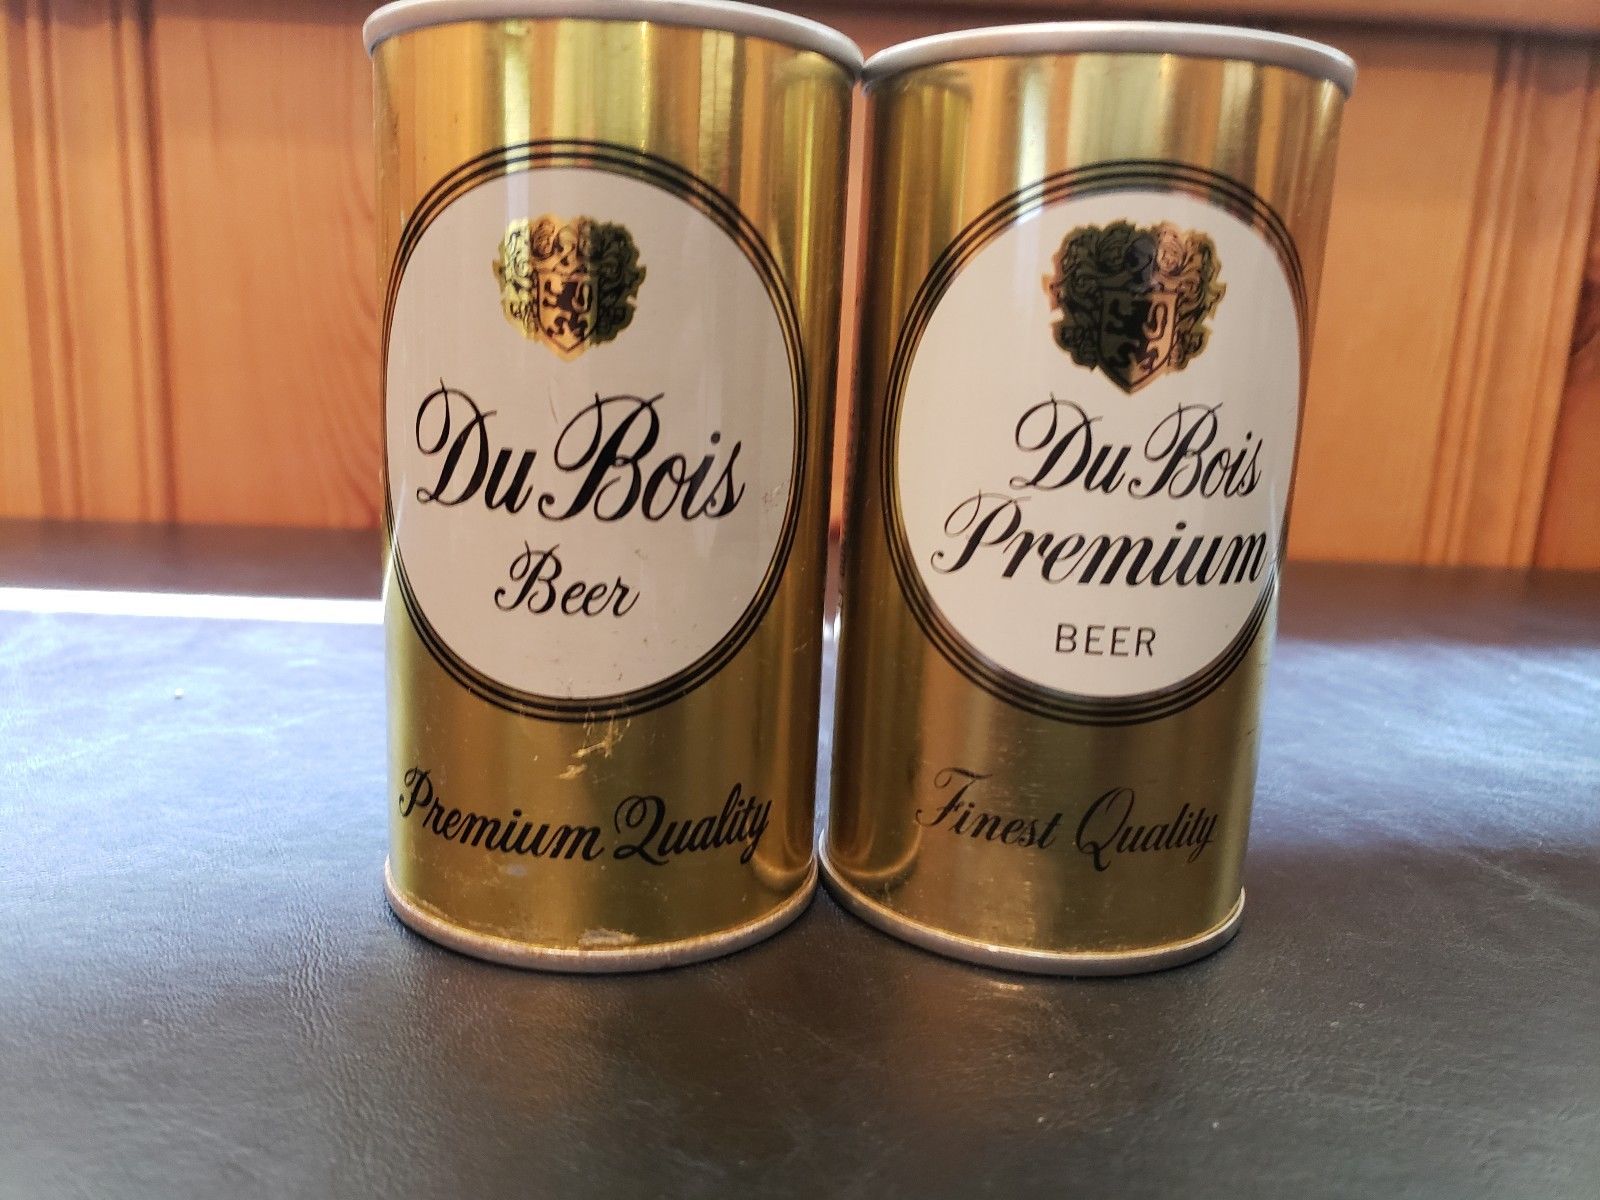 Du Bois
Beer
Premium Quality
Du Bois
Premium
BEER
Finest Quality